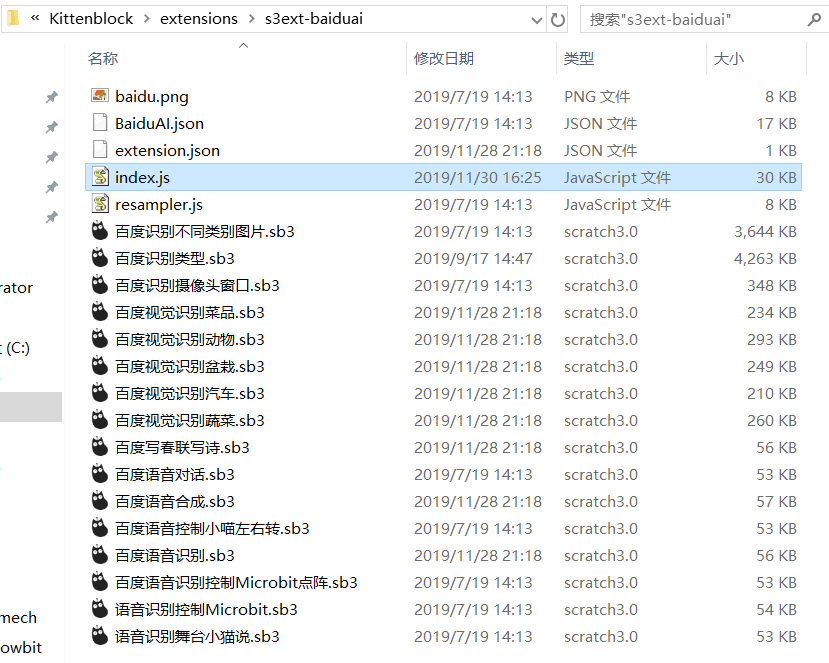 « Kittenblock > extensions > s3ext-baiduai 搜索"s3ext-baiduai"
名称 修改日期 类型 大小
baidu.png 2019/7/19 14:13 PNG 文件 8 KB
BaiduAI.json 2019/7/19 14:13 JSON 文件 17 KB
extension.json 2019/11/28 21:18 JSON 文件 1 KB
index.js 2019/11/30 16:25 JavaScript 文件 30 KB
resampler.js 2019/7/19 14:13 JavaScript 文件 8 KB
百度识别不同类别图片.sb3 2019/7/19 14:13 scratch3.0 3,644 KB
百度识别类型.sb3 2019/9/17 14:47 scratch3.0 4,263 KB
百度识别摄像头窗口.sb3 2019/7/19 14:13 scratch3.0 348 KB
rator
百度视觉识别菜品.sb3 2019/11/28 21:18 scratch3.0 234 KB
百度视觉识别动物.sb3 2019/11/28 21:18 scratch3.0 293 KB
t (C:)
百度视觉识别盆栽.sb3 2019/11/28 21:18 scratch3.0 249 KB
百度视觉识别汽车.sb3 2019/11/28 21:18 scratch3.0 210 KB
百度视觉识别蔬菜.sb3 2019/11/28 21:18 scratch3.0 260 KB
百度写春联写诗.sb3 2019/11/28 21:18 scratch3.0 56 KB
百度语音对话.sb3 2019/7/19 14:13 scratch3.0 53 KB
百度语音合成.sb3 2019/11/28 21:18 scratch3.0 57 KB
百度语音控制小喵左右转.sb3 2019/7/19 14:13 scratch3.0 53 KB
百度语音识别.sb3 2019/11/28 21:18 scratch3.0 56 KB
百度语音识别控制Microbit点阵.sb3 2019/7/19 14:13 scratch3.0 53 KB
语音识别控制Microbit.sb3 2019/7/19 14:13 scratch3.0 54 KB
mech
语音识别舞台小猫说.sb3 2019/7/19 14:13 scratch3.0 53 KB
owbit